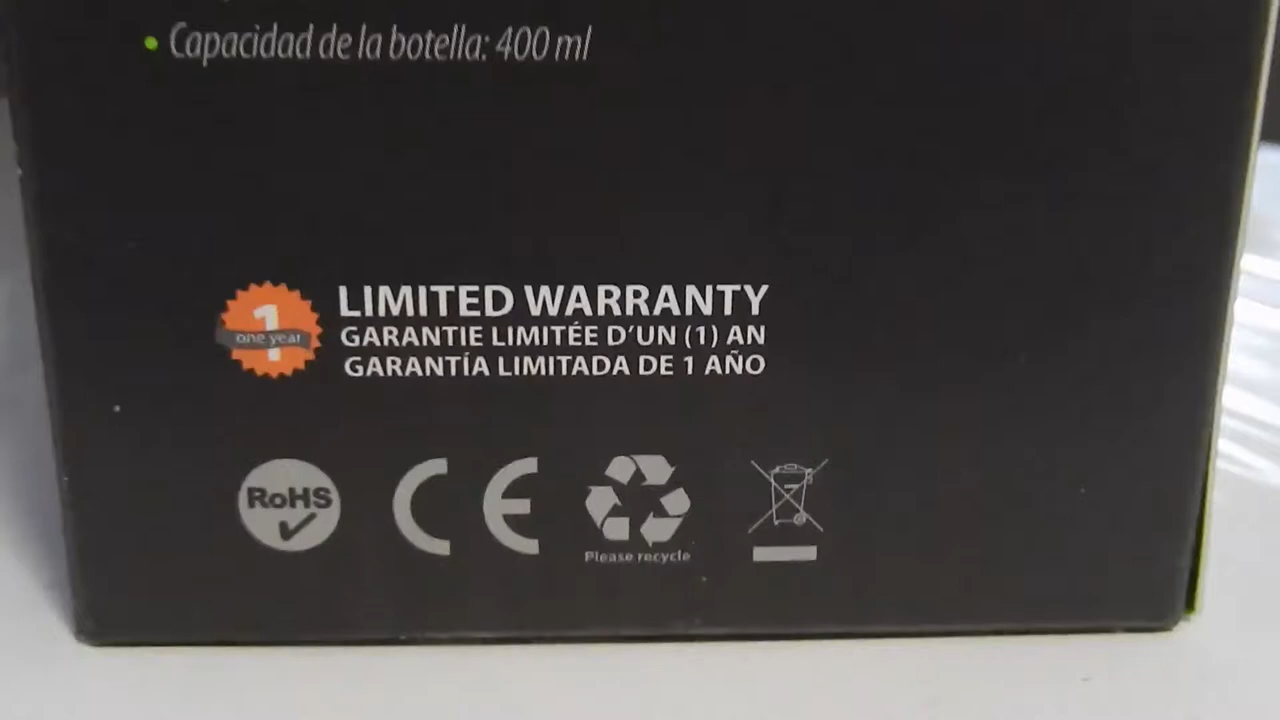 • Capacidad de la botella: 400 ml
1
one year
LIMITED WARRANTY
GARANTIE LIMITÉE D'UN (1) AN
GARANTÍA LIMITADA DE 1 AÑO
RoHS
CE
Please recycle